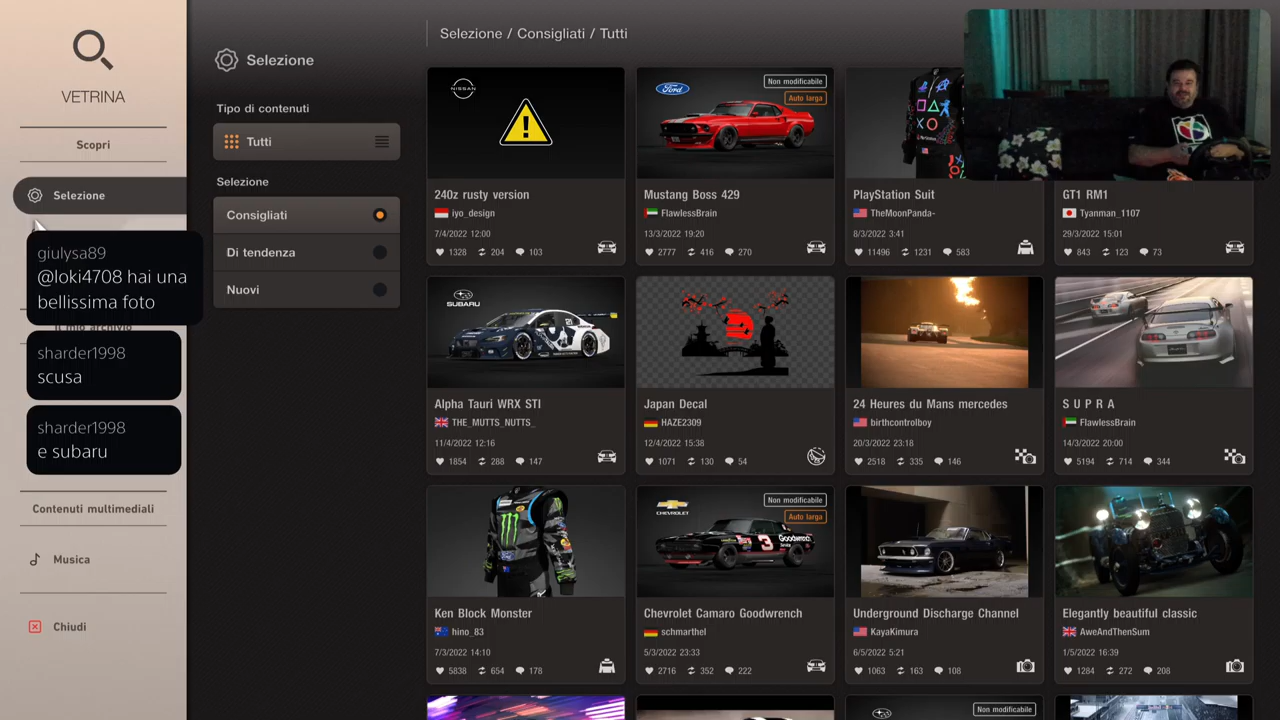 VETRINA
Scopri
Selezione
giulysa89
@loki4708 hai una
bellissima foto
sharder1998
scusa
sharder1998
e subaru
Contenuti multimediali
Musica
Chiudi
Selezione
Tipo di contenuti
Tutti
Selezione
Consigliati
Di tendenza
Nuovi
Selezione / Consigliati / Tutti
NISSAN
240z rusty version
iyo_design
7/4/2022 12:00
1328 204 103
Ford
Non modificabile
Auto larga
Mustang Boss 429
FlawlessBrain
13/3/2022 19:20
2777 416 270
PlayStation Suit
TheMoonPanda-
8/3/2022 3:41
11496 1231 583
GT1 RM1
Tyanman_1107
29/3/2022 15:01
843 123 73
SUBARU
Alpha Tauri WRX STI
THE_MUTTS_NUTTS_
11/4/2022 12:16
1854 288 147
Japan Decal
HAZE2309
12/4/2022 15:38
1071 130 54
24 Heures du Mans mercedes
birthcontrolboy
20/3/2022 23:18
2518 335 146
S U P R A
FlawlessBrain
14/3/2022 20:00
5194 714 344
Ken Block Monster
hino_83
7/3/2022 14:10
5838 654 178
CHEVROLET
Non modificabile
Auto larga
3
Goodwrench
Chevrolet Camaro Goodwrench
schmarthel
5/3/2022 23:33
2716 352 222
Underground Discharge Channel
KayaKimura
6/5/2022 5:21
1063 163 108
Elegantly beautiful classic
AweAndThenSum
1/5/2022 16:39
1284 272 208
Non modificabile